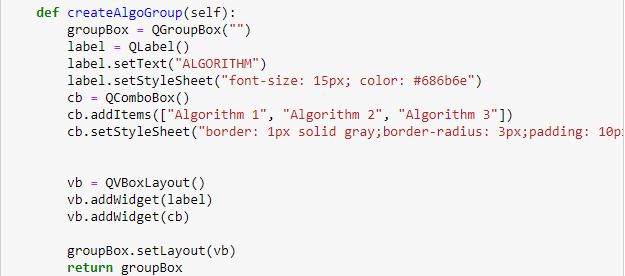 def createAlgoGroup(self):
groupBox = QGroupBox("")
label = QLabel()
label.setText("ALGORITHM")
label.setStyleSheet("font-size: 15px; color: #686b6e")
cb = QComboBox()
cb.addItems(["Algorithm 1", "Algorithm 2", "Algorithm 3"])
cb.setStyleSheet("border: 1px solid gray;border-radius: 3px;padding: 10p
vb = QVBoxLayout()
vb.addWidget(label)
vb.addWidget(cb)
groupBox.setLayout(vb)
return groupBox